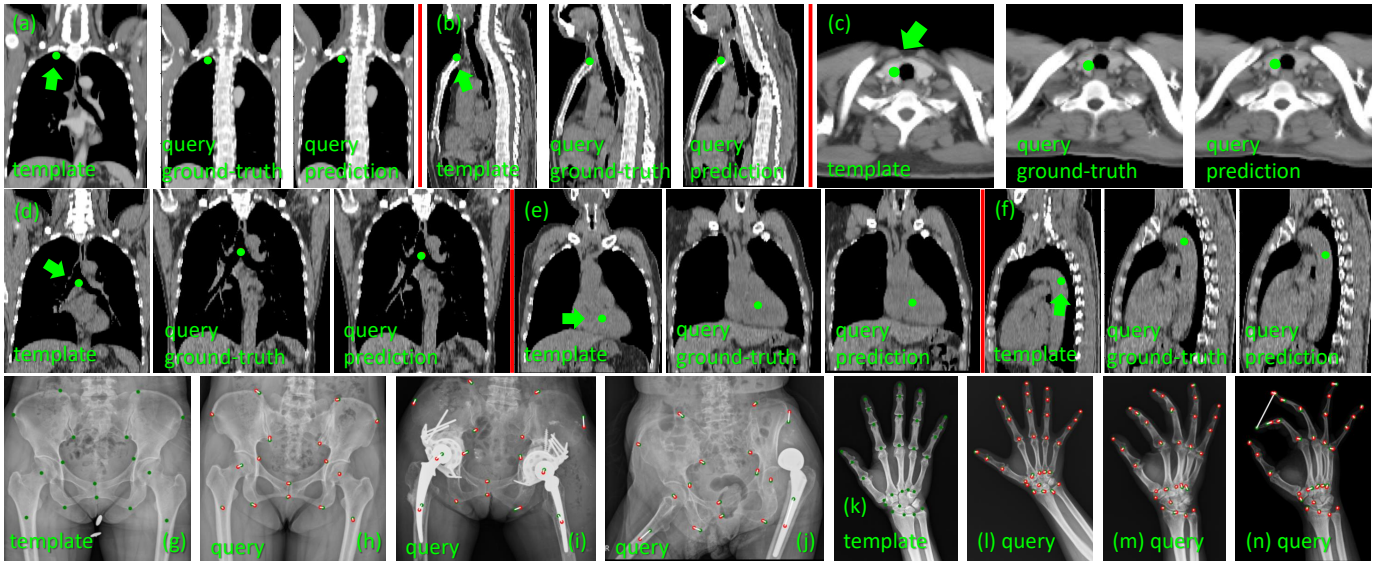 (a)
template
query
ground-truth
query
prediction
(b)
template
query
ground-truth
query
prediction
(c)
template
query
ground-truth
query
prediction
(d)
template
query
ground-truth
query
prediction
(e)
template
query
ground-truth
query
prediction
(f)
template
query
ground-truth
query
prediction
template (g)
query (h)
query (i)
query (j)
(k)
template
(l) query
(m) query
(n) query